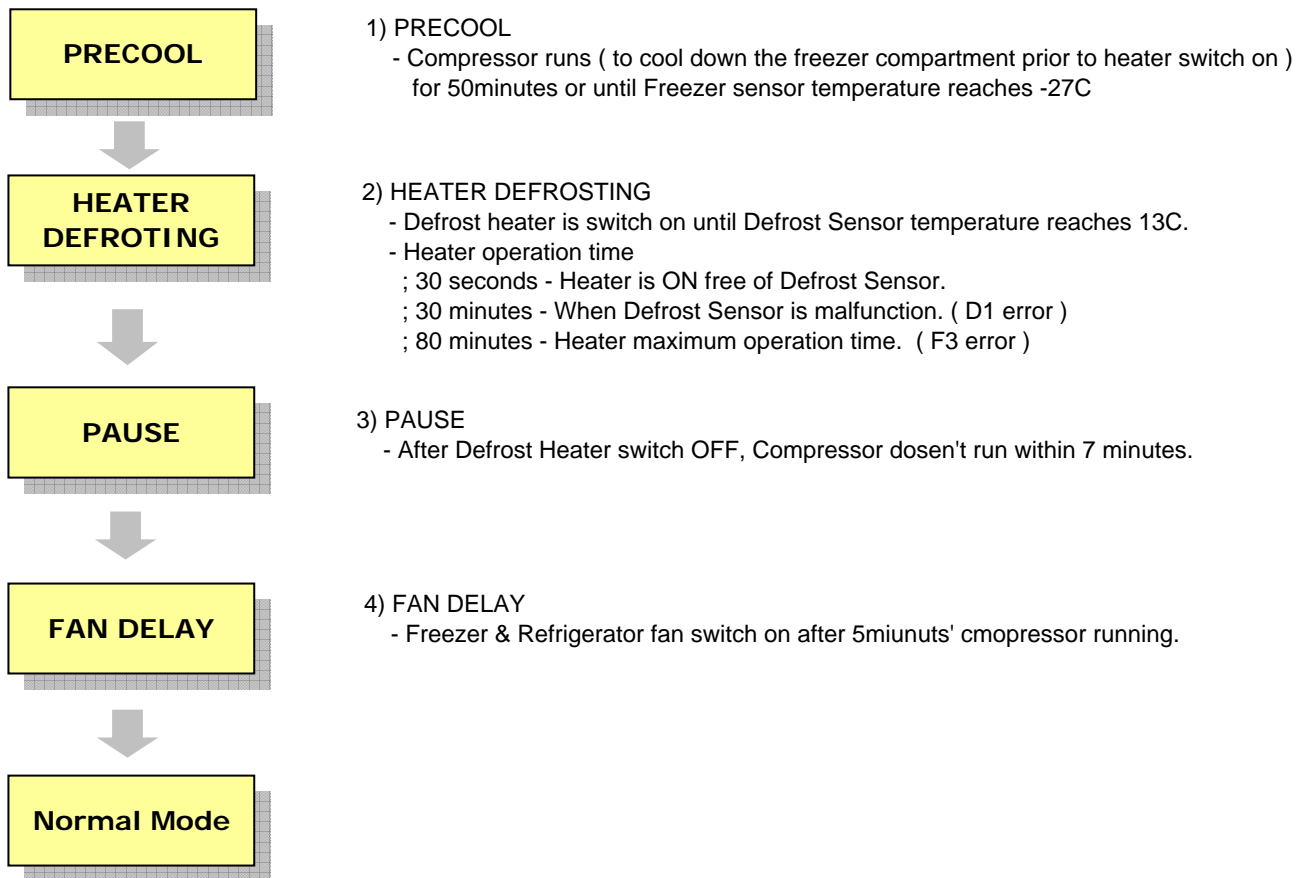 PRECOOL
1) PRECOOL
- Compressor runs ( to cool down the freezer compartment prior to heater switch on )
for 50minutes or until Freezer sensor temperature reaches -27C
HEATER
DEFROTING
2) HEATER DEFROSTING
- Defrost heater is switch on until Defrost Sensor temperature reaches 13C.
- Heater operation time
; 30 seconds - Heater is ON free of Defrost Sensor.
; 30 minutes - When Defrost Sensor is malfunction. ( D1 error )
; 80 minutes - Heater maximum operation time. ( F3 error )
PAUSE
3) PAUSE
- After Defrost Heater switch OFF, Compressor dosen't run within 7 minutes.
FAN DELAY
4) FAN DELAY
- Freezer & Refrigerator fan switch on after 5miunuts' cmopressor running.
Normal Mode